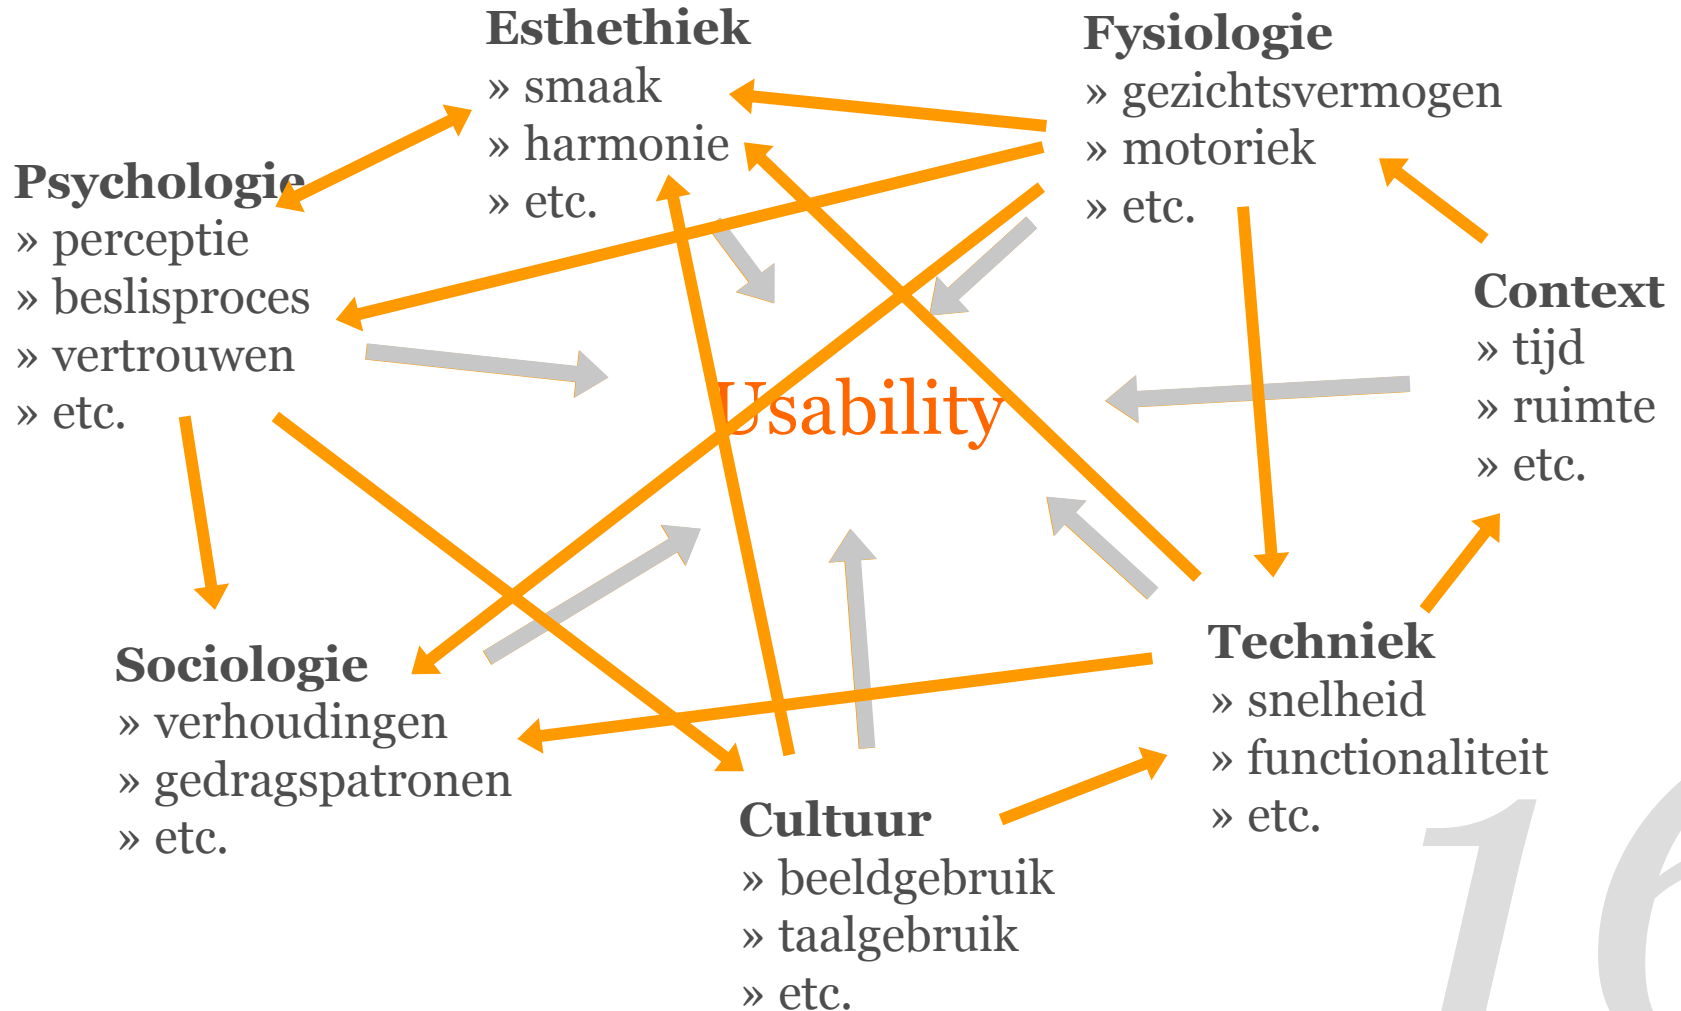 Esthethiek
» smaak
» harmonie
» etc.
Fysiologie
» gezichtsvermogen
» motoriek
» etc.
Psychologie
» perceptie
» beslisproces
» vertrouwen
» etc.
Context
» tijd
» ruimte
» etc.
Usability
Sociologie
» verhoudingen
» gedragspatronen
» etc.
Techniek
» snelheid
» functionaliteit
» etc.
Cultuur
» beeldgebruik
» taalgebruik
» etc.
16